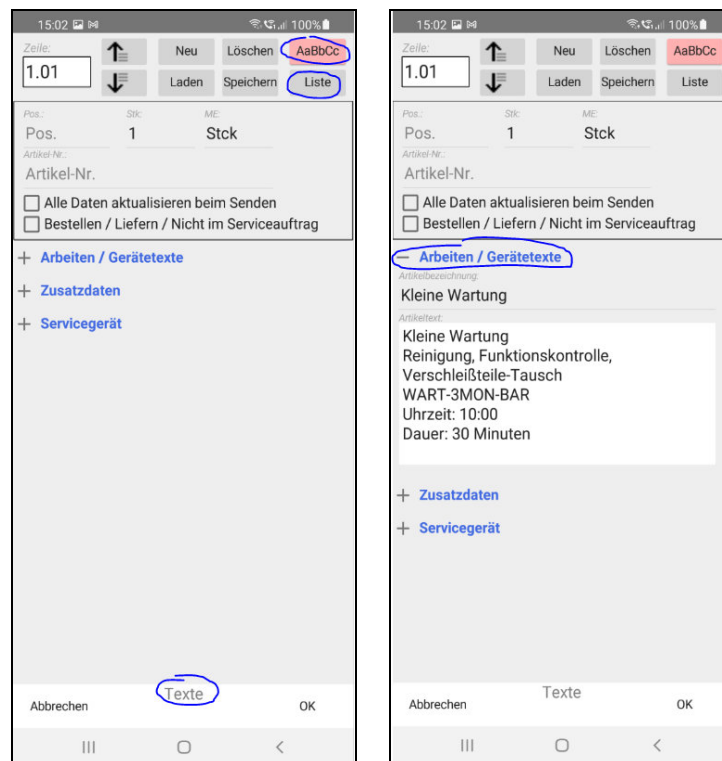 15:02 100%
Zeile: Neu Löschen AaBbCc
1.01 Laden Speichern Liste
Pos.: Stk: ME:
Pos. 1 Stck
Artikel-Nr.:
Artikel-Nr.
Alle Daten aktualisieren beim Senden
Bestellen / Liefern / Nicht im Serviceauftrag
+ Arbeiten / Gerätetexte
+ Zusatzdaten
+ Servicegerät
Texte
Abbrechen OK
15:02 100%
Zeile: Neu Löschen AaBbCc
1.01 Laden Speichern Liste
Pos.: Stk: ME:
Pos. 1 Stck
Artikel-Nr.:
Artikel-Nr.
Alle Daten aktualisieren beim Senden
Bestellen / Liefern / Nicht im Serviceauftrag
– Arbeiten / Gerätetexte
Artikelbezeichnung:
Kleine Wartung
Artikeltext:
Kleine Wartung
Reinigung, Funktionskontrolle,
Verschleißteile-Tausch
WART-3MON-BAR
Uhrzeit: 10:00
Dauer: 30 Minuten
+ Zusatzdaten
+ Servicegerät
Texte
Abbrechen OK